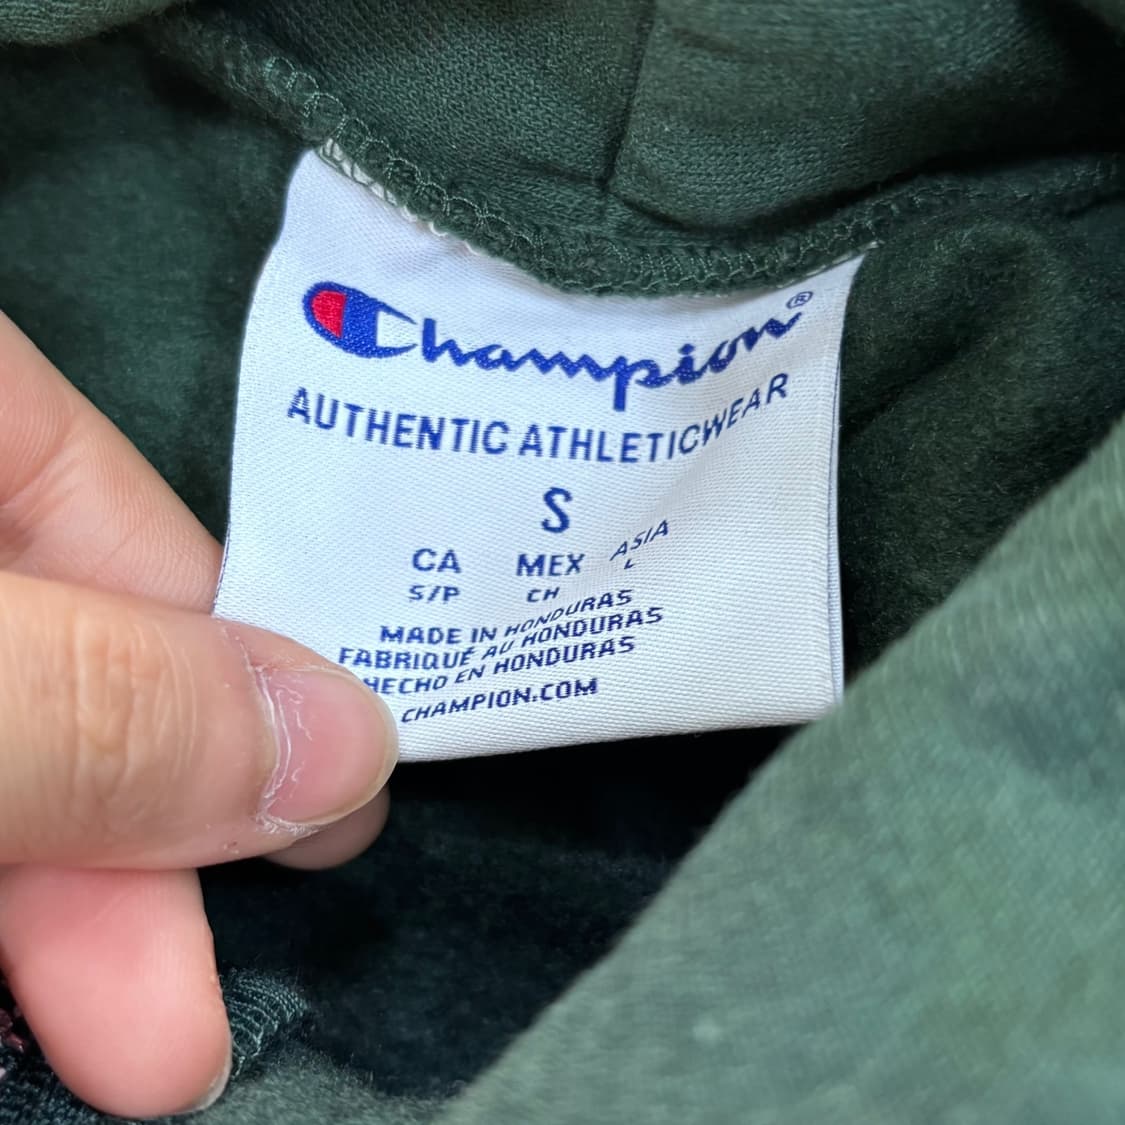 Champion®
AUTHENTIC ATHLETICWEAR
S
CA MEX ASIA
S/P CH L
MADE IN HONDURAS
FABRIQUÉ AU HONDURAS
HECHO EN HONDURAS
CHAMPION.COM